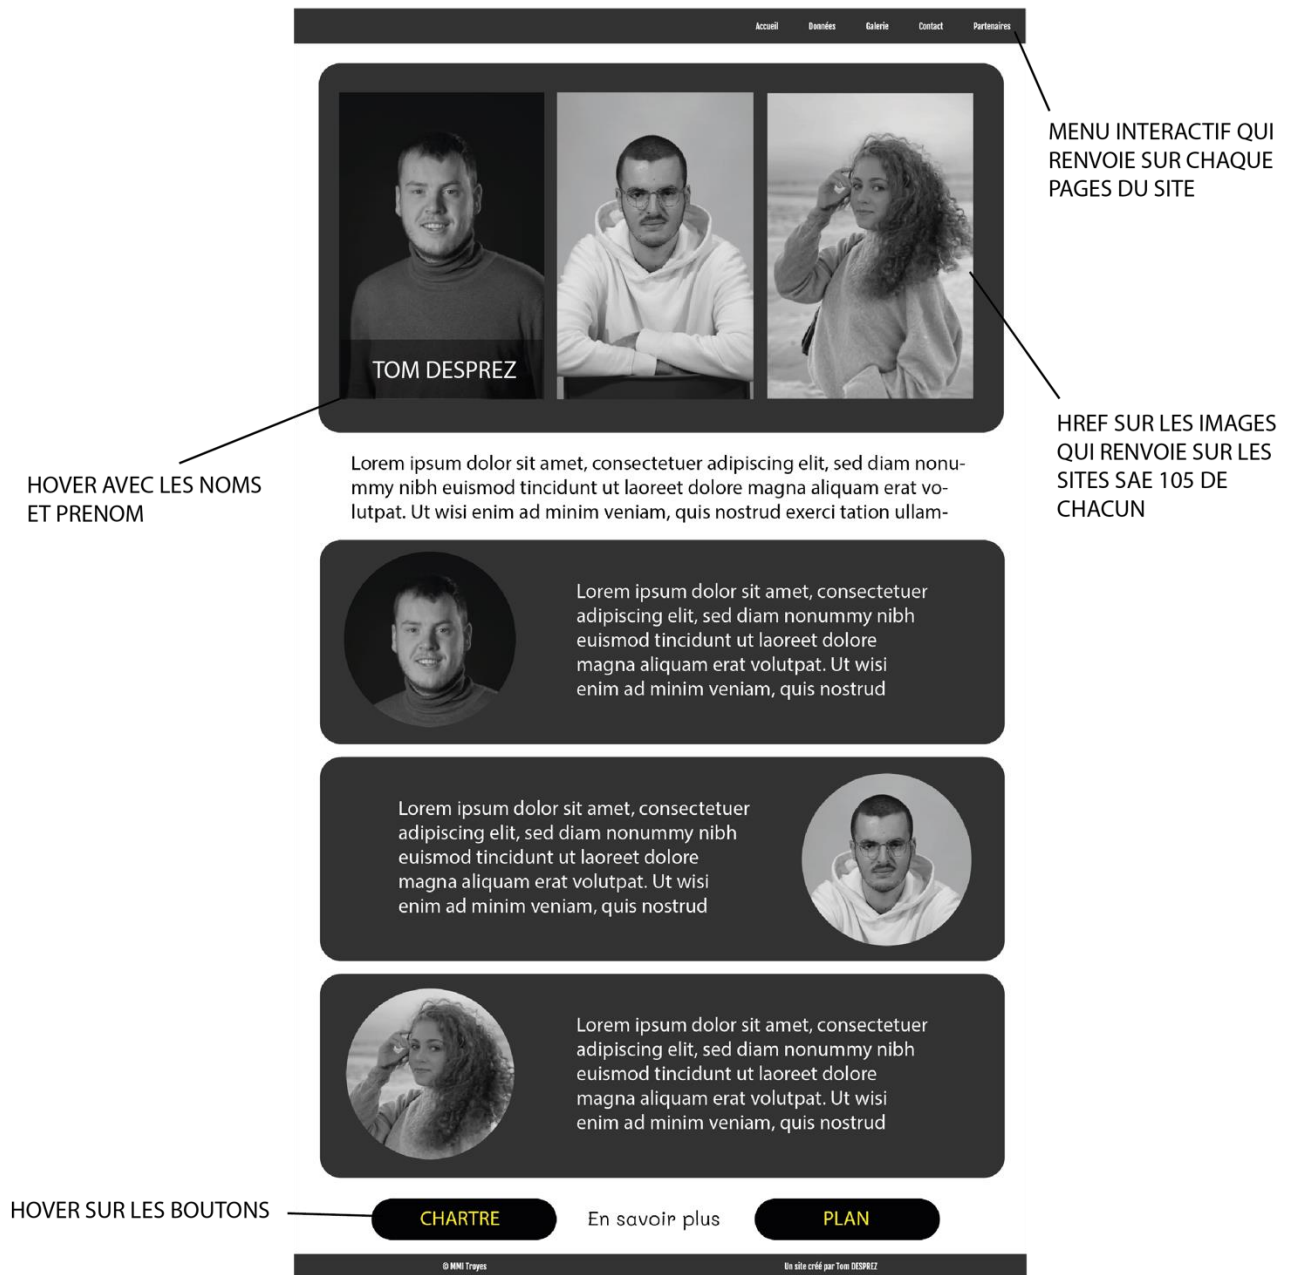 Accueil Données Galerie Contact Partenaires
MENU INTERACTIF QUI
RENVOIE SUR CHAQUE
PAGES DU SITE
TOM DESPREZ
HREF SUR LES IMAGES
QUI RENVOIE SUR LES
SITES SAE 105 DE
CHACUN
HOVER AVEC LES NOMS
ET PRENOM
Lorem ipsum dolor sit amet, consectetuer adipiscing elit, sed diam nonu-
mmy nibh euismod tincidunt ut laoreet dolore magna aliquam erat vo-
lutpat. Ut wisi enim ad minim veniam, quis nostrud exerci tation ullam-
Lorem ipsum dolor sit amet, consectetuer
adipiscing elit, sed diam nonummy nibh
euismod tincidunt ut laoreet dolore
magna aliquam erat volutpat. Ut wisi
enim ad minim veniam, quis nostrud
Lorem ipsum dolor sit amet, consectetuer
adipiscing elit, sed diam nonummy nibh
euismod tincidunt ut laoreet dolore
magna aliquam erat volutpat. Ut wisi
enim ad minim veniam, quis nostrud
Lorem ipsum dolor sit amet, consectetuer
adipiscing elit, sed diam nonummy nibh
euismod tincidunt ut laoreet dolore
magna aliquam erat volutpat. Ut wisi
enim ad minim veniam, quis nostrud
HOVER SUR LES BOUTONS
CHARTRE En savoir plus PLAN
© MMI Troyes Un site créé par Tom DESPREZ